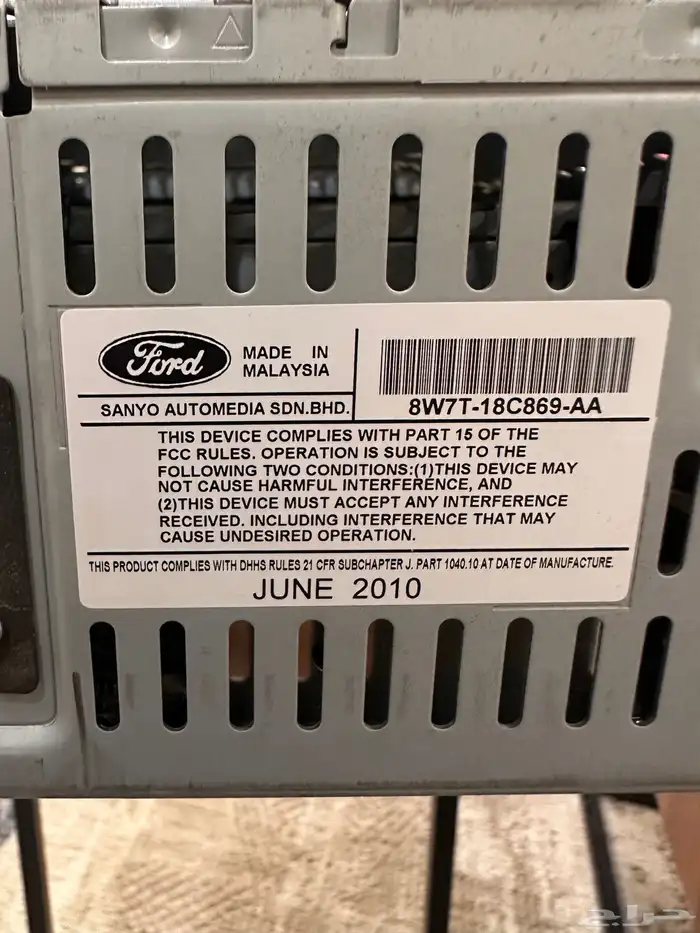 Ford
MADE IN
MALAYSIA
SANYO AUTOMEDIA SDN.BHD.
8W7T-18C869-AA
THIS DEVICE COMPLIES WITH PART 15 OF THE
FCC RULES. OPERATION IS SUBJECT TO THE
FOLLOWING TWO CONDITIONS:(1)THIS DEVICE MAY
NOT CAUSE HARMFUL INTERFERENCE, AND
(2)THIS DEVICE MUST ACCEPT ANY INTERFERENCE
RECEIVED. INCLUDING INTERFERENCE THAT MAY
CAUSE UNDESIRED OPERATION.
THIS PRODUCT COMPLIES WITH DHHS RULES 21 CFR SUBCHAPTER J. PART 1040.10 AT DATE OF MANUFACTURE.
JUNE 2010
حراج